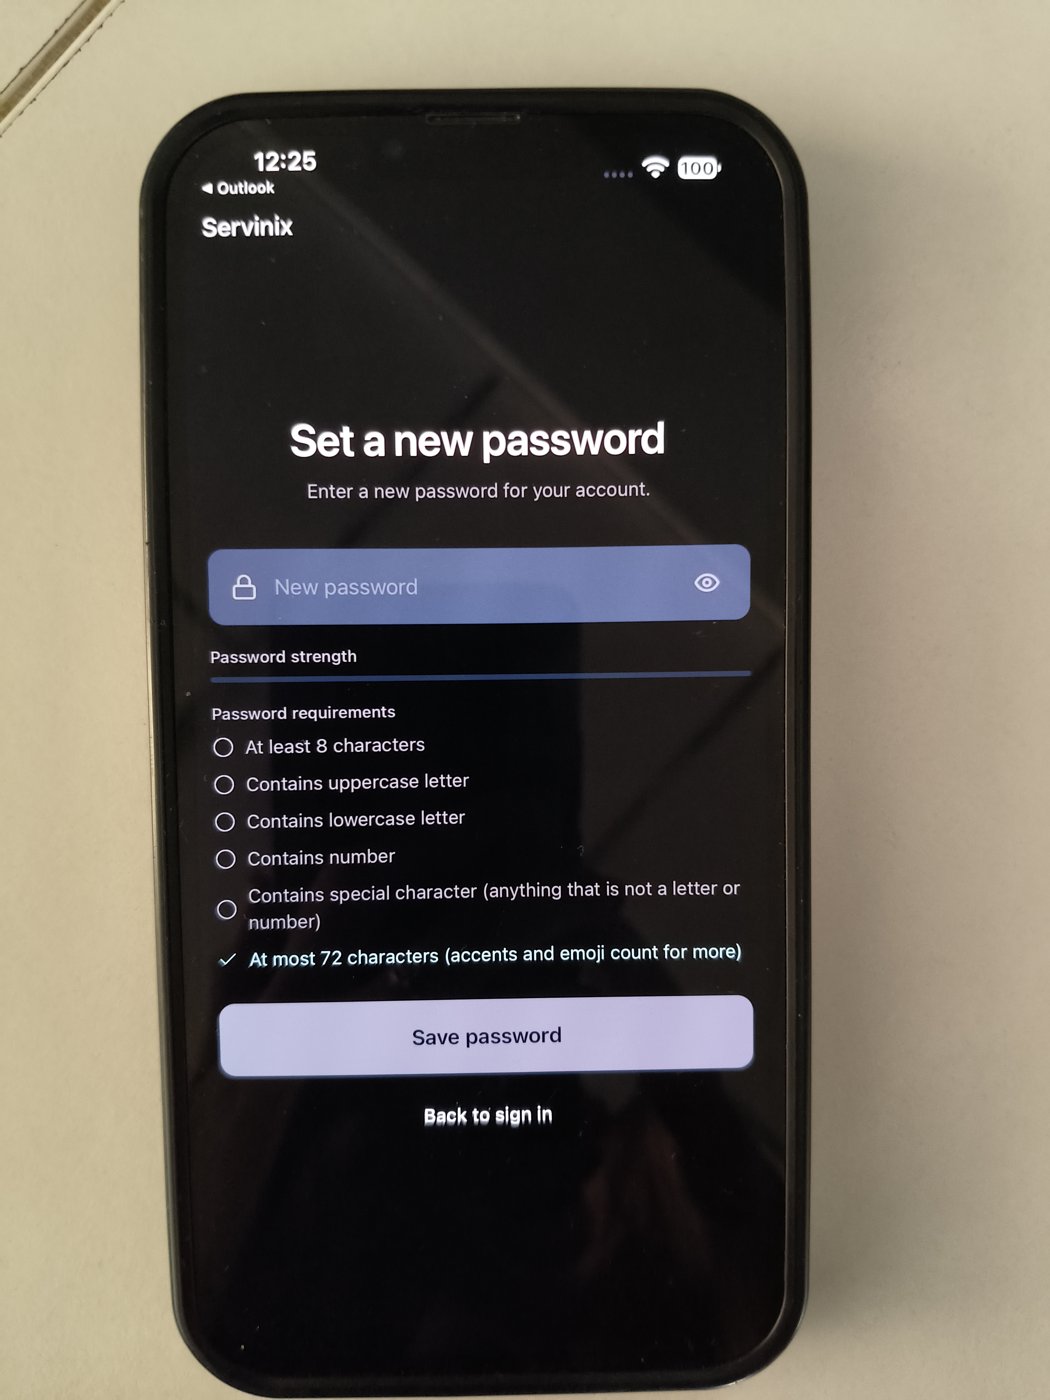 12:25
100
◀ Outlook
Servinix
Set a new password
Enter a new password for your account.
New password
Password strength
Password requirements
At least 8 characters
Contains uppercase letter
Contains lowercase letter
Contains number
Contains special character (anything that is not a letter or
number)
At most 72 characters (accents and emoji count for more)
Save password
Back to sign in